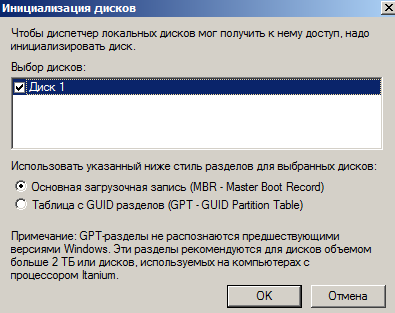 Инициализация дисков
Чтобы диспетчер локальных дисков мог получить к нему доступ, надо
инициализировать диск.
Выбор дисков:
Диск 1
Использовать указанный ниже стиль разделов для выбранных дисков:
Основная загрузочная запись (MBR - Master Boot Record)
Таблица с GUID разделов (GPT - GUID Partition Table)
Примечание: GPT-разделы не распознаются предшествующими
версиями Windows. Эти разделы рекомендуются для дисков объемом
больше 2 ТБ или дисков, используемых на компьютерах с
процессором Itanium.
ОК
Отмена